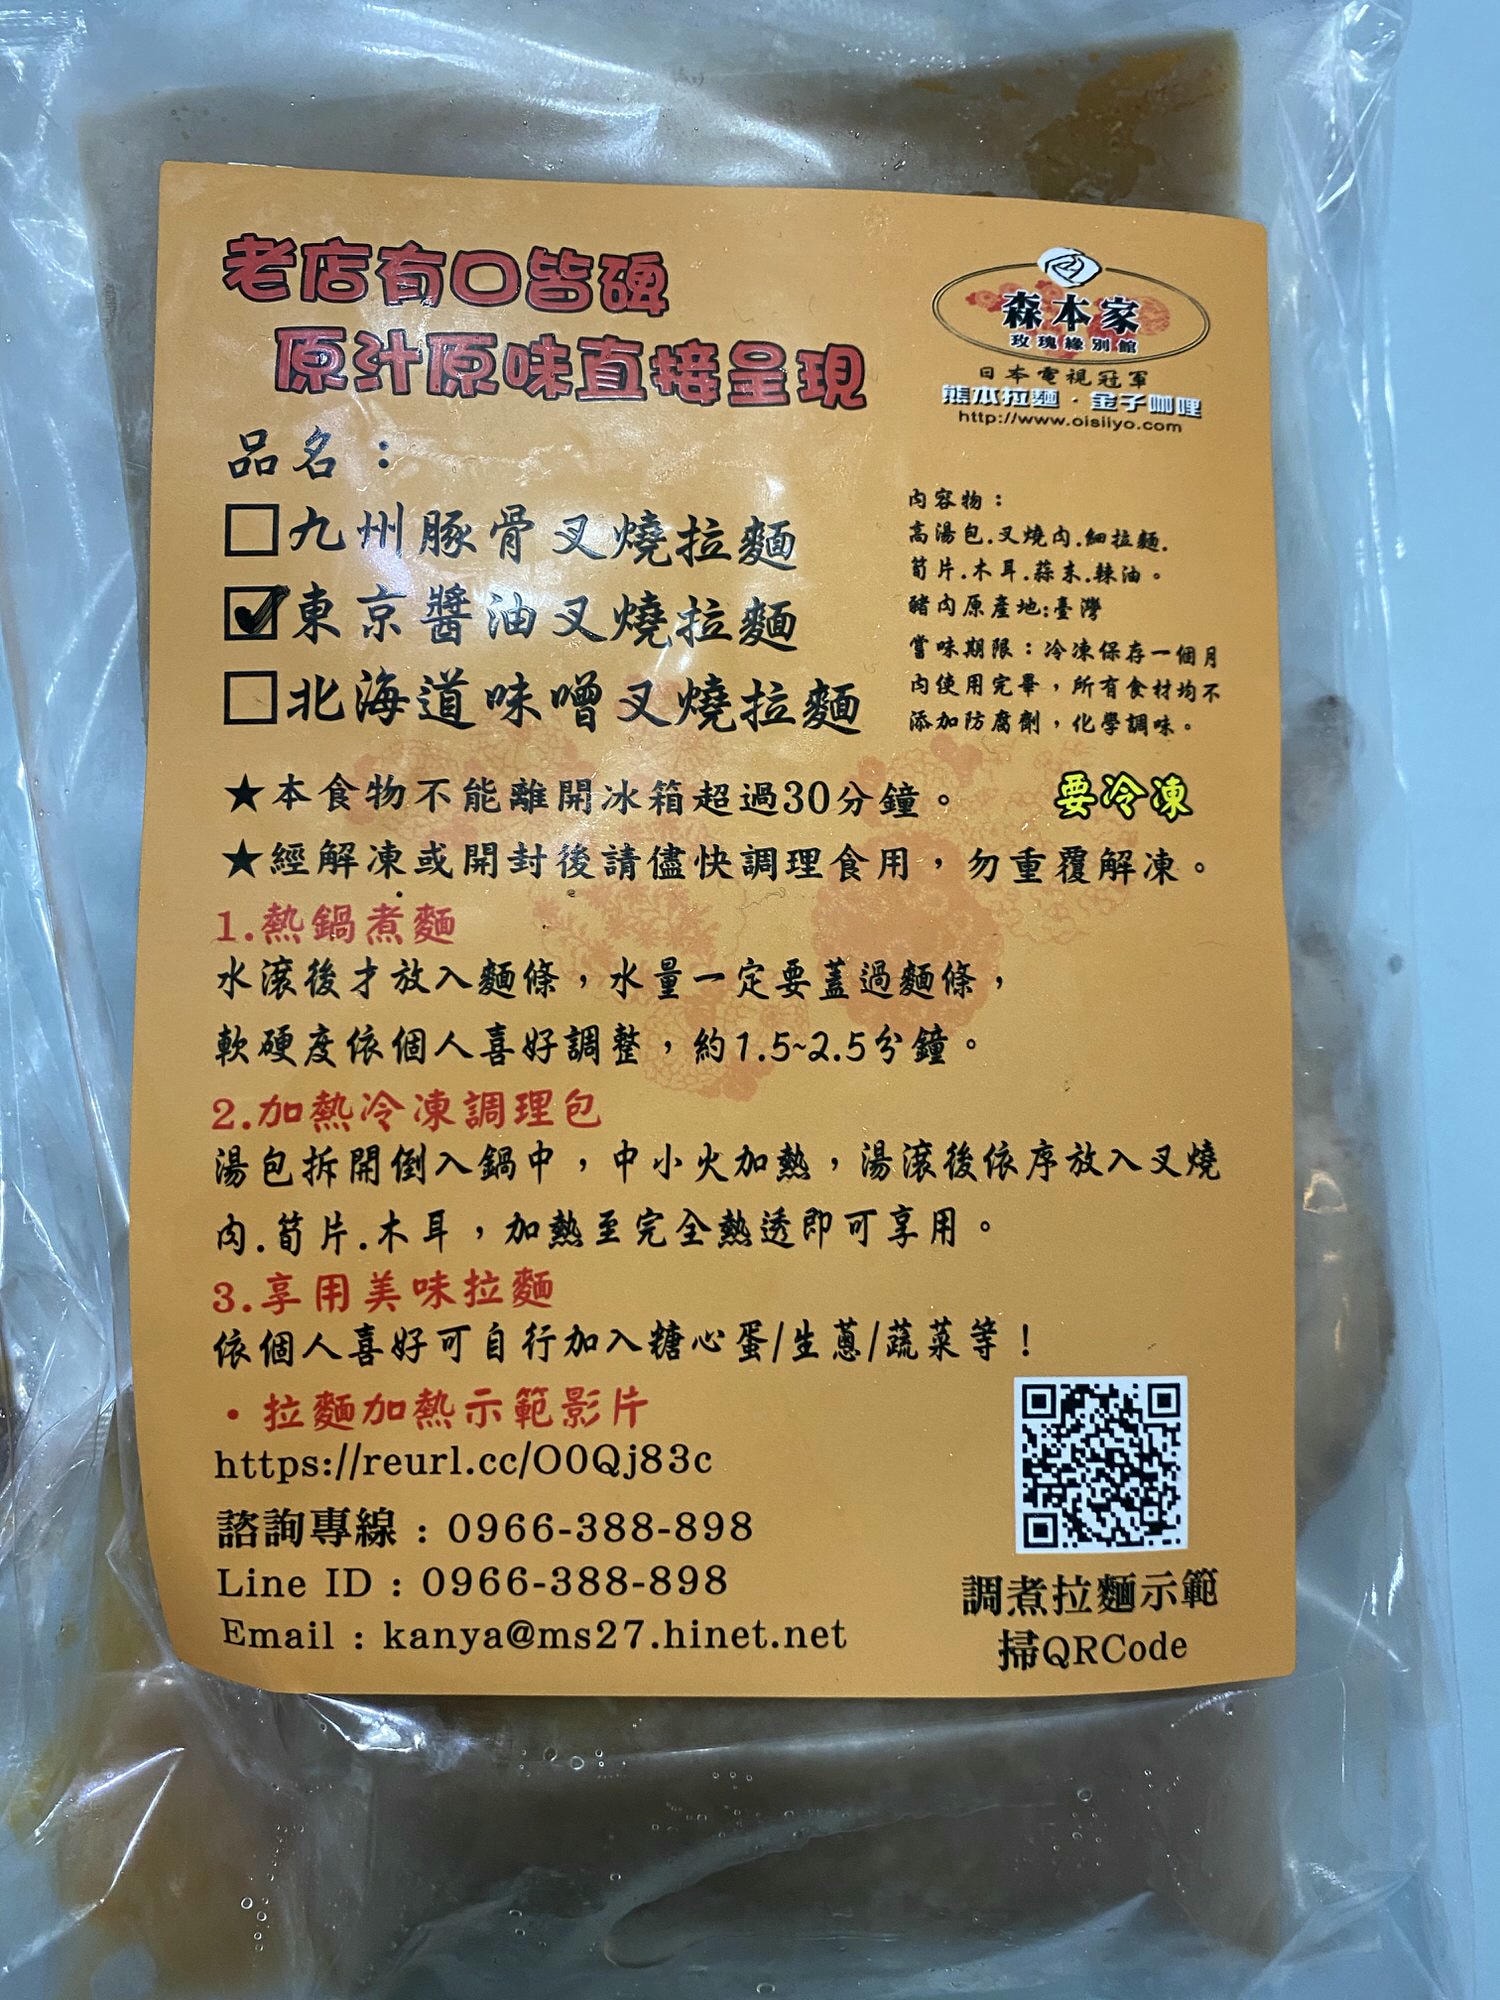 老店有口皆碑
原汁原味直接呈現
森本家
玫瑰緣別館
日本電視冠軍
熊本拉麵·金子咖哩
http://www.oisiiyo.com
品名：
九州豚骨叉燒拉麵
東京醬油叉燒拉麵
北海道味噌叉燒拉麵
內容物：
高湯包.叉燒肉.細拉麵.
筍片.木耳.蒜末.辣油。
豬肉原產地:臺灣
嘗味期限：冷凍保存一個月
內使用完畢，所有食材均不
添加防腐劑，化學調味。
★本食物不能離開冰箱超過30分鐘。
要冷凍
★經解凍或開封後請儘快調理食用，勿重覆解凍。
1.熱鍋煮麵
水滾後才放入麵條，水量一定要蓋過麵條，
軟硬度依個人喜好調整，約1.5~2.5分鐘。
2.加熱冷凍調理包
湯包拆開倒入鍋中，中小火加熱，湯滾後依序放入叉燒
肉.筍片.木耳，加熱至完全熱透即可享用。
3.享用美味拉麵
依個人喜好可自行加入糖心蛋/生蔥/蔬菜等！
·拉麵加熱示範影片
https://reurl.cc/O0Qj83c
諮詢專線：0966-388-898
Line ID：0966-388-898
Email：kanya@ms27.hinet.net
調煮拉麵示範
掃QRCode